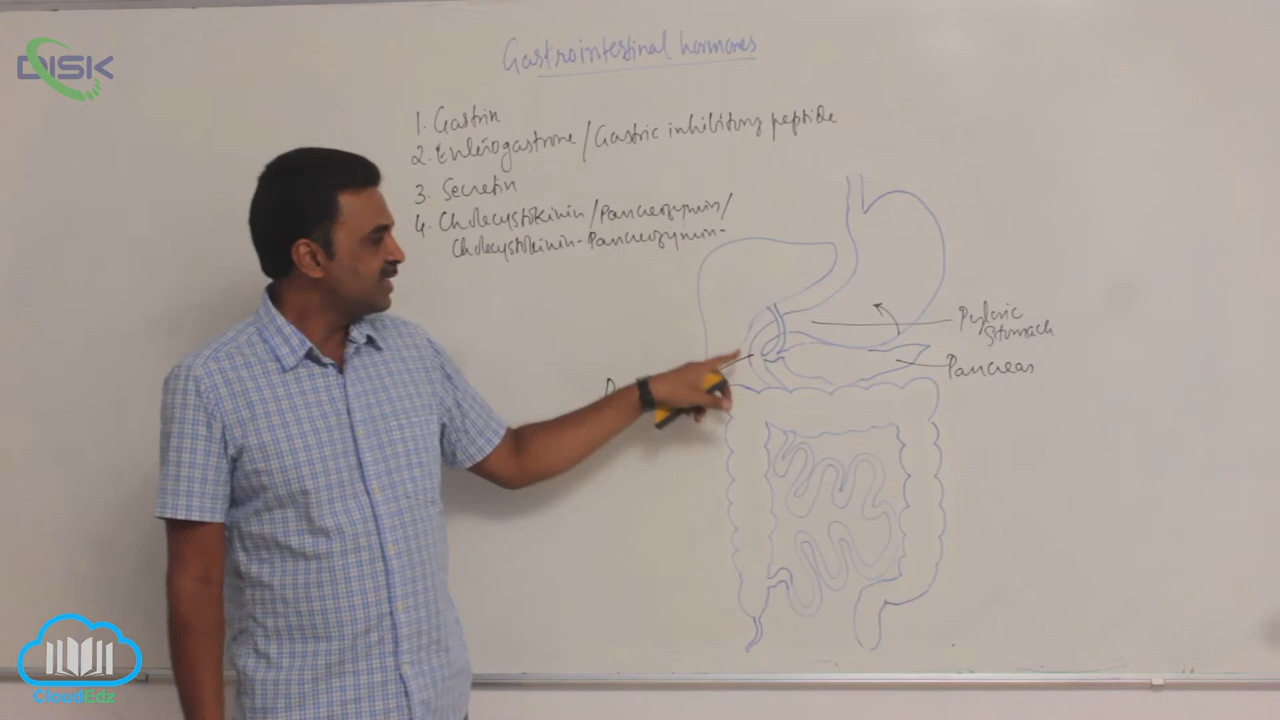 DISK
Gastrointestinal hormones
1. Gastrin
2. Enterogastrone / Gastric inhibitory peptide
3. Secretin
4. Cholecystokinin / Pancreozymin /
Cholecystokinin-Pancreozymin-
Pyloric
Stomach
Pancreas
CloudEdz